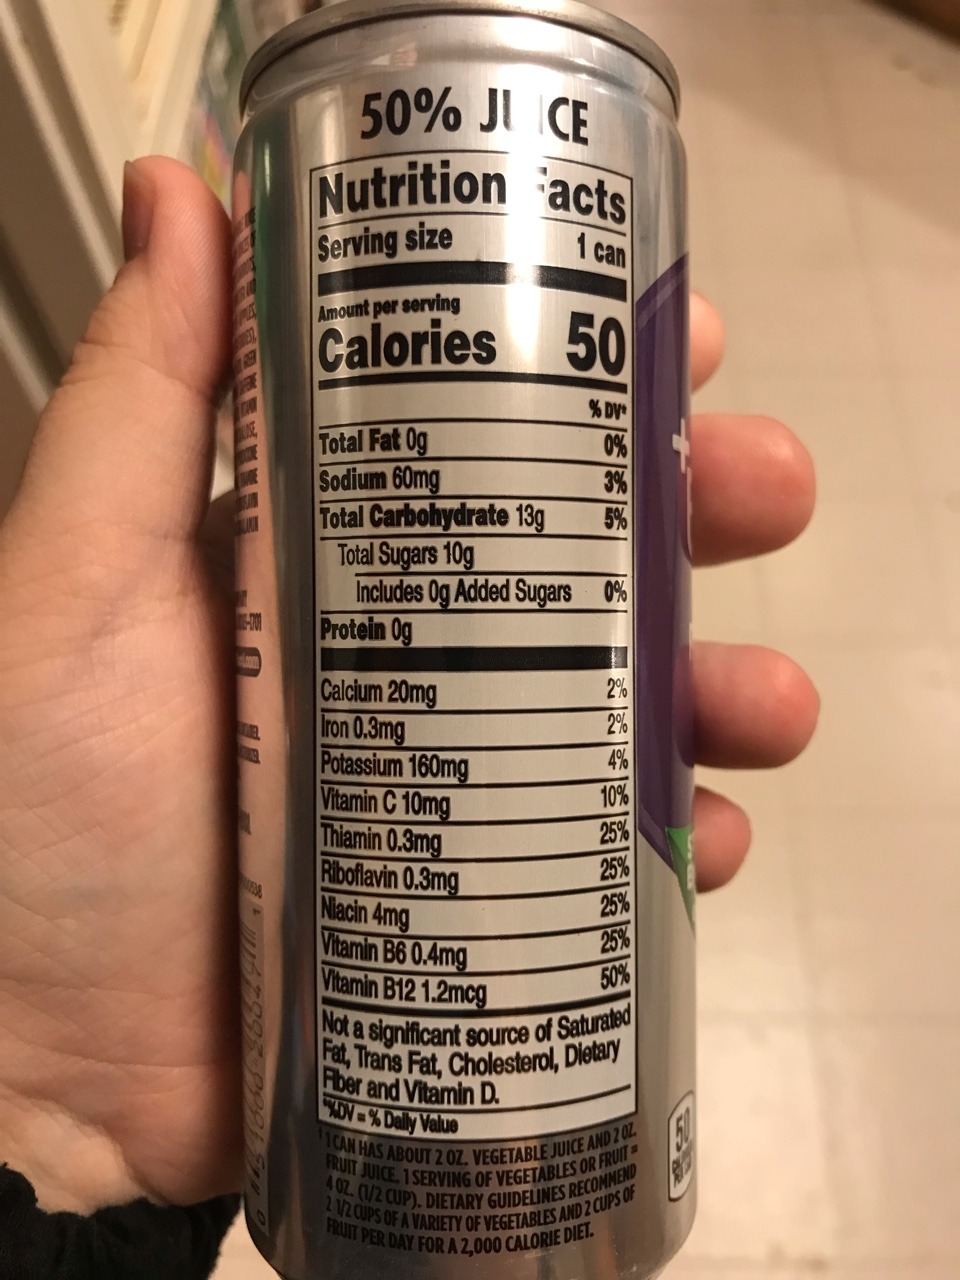 50% JUICE
Nutrition Facts
Serving size 1 can
Amount per serving
Calories 50
% DV*
Total Fat 0g 0%
Sodium 60mg 3%
Total Carbohydrate 13g 5%
Total Sugars 10g
Includes 0g Added Sugars 0%
Protein 0g
Calcium 20mg 2%
Iron 0.3mg 2%
Potassium 160mg 4%
Vitamin C 10mg 10%
Thiamin 0.3mg 25%
Riboflavin 0.3mg 25%
Niacin 4mg 25%
Vitamin B6 0.4mg 25%
Vitamin B12 1.2mcg 50%
Not a significant source of Saturated
Fat, Trans Fat, Cholesterol, Dietary
Fiber and Vitamin D.
*%DV = % Daily Value
† 1 CAN HAS ABOUT 2 OZ. VEGETABLE JUICE AND 2 OZ.
FRUIT JUICE. 1 SERVING OF VEGETABLES OR FRUIT =
4 OZ. (1/2 CUP). DIETARY GUIDELINES RECOMMEND
2 1/2 CUPS OF A VARIETY OF VEGETABLES AND 2 CUPS OF
FRUIT PER DAY FOR A 2,000 CALORIE DIET.
+
50